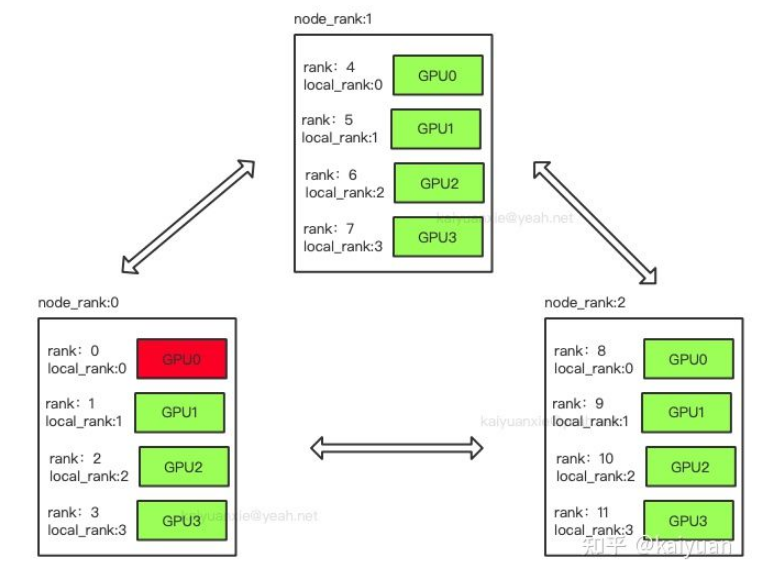 node_rank:1
rank: 4
local_rank:0
GPU0
rank: 5
local_rank:1
GPU1
rank: 6
local_rank:2
GPU2
kaiyuanxie@yeah.net
rank: 7
local_rank:3
GPU3
node_rank:0
rank: 0
local_rank:0
GPU0
rank: 1
local_rank:1
GPU1
rank: 2
local_rank:2
GPU2
rank: 3
local_rank:3
GPU3
kaiyuanxie@yeah.net
node_rank:2
rank: 8
local_rank:0
GPU0
rank: 9
local_rank:1
GPU1
rank: 10
local_rank:2
GPU2
rank: 11
local_rank:3
GPU3
知乎 @kaiyuan